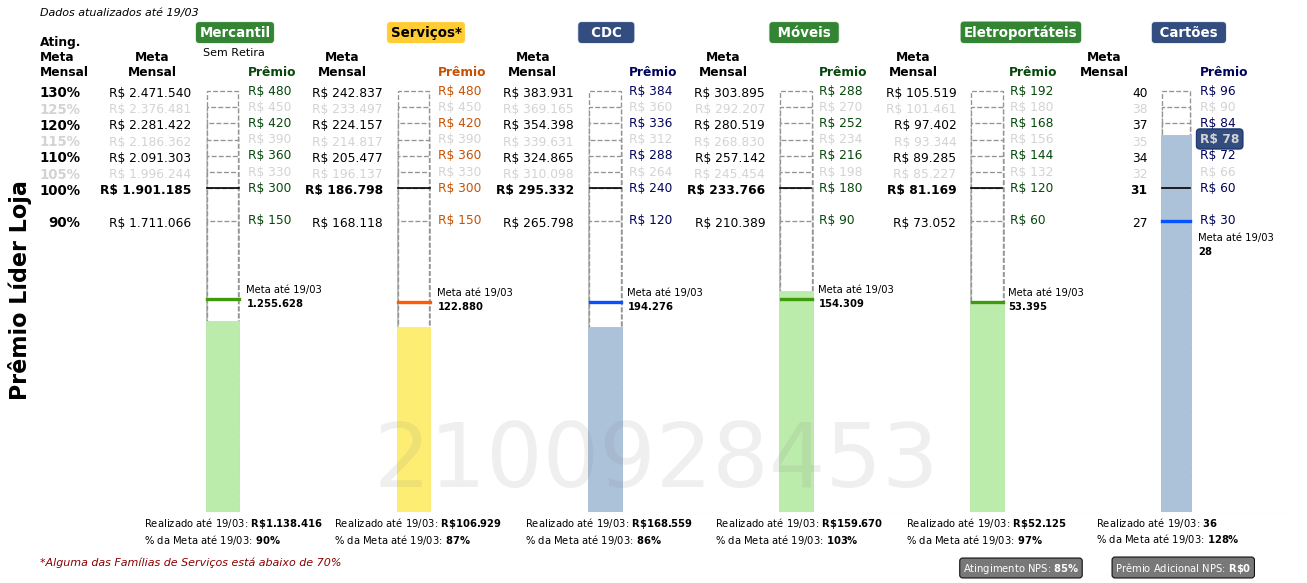 Dados atualizados até 19/03
Mercantil Serviços* CDC Móveis Eletroportáteis Cartões
Sem Retira
Ating. Meta Mensal
Meta Mensal Prêmio Meta Mensal Prêmio Meta Mensal Prêmio Meta Mensal Prêmio Meta Mensal Prêmio Meta Mensal Prêmio
130% R$ 2.471.540 R$ 480 R$ 242.837 R$ 480 R$ 383.931 R$ 384 R$ 303.895 R$ 288 R$ 105.519 R$ 192 40 R$ 96
125% R$ 2.376.481 R$ 450 R$ 233.497 R$ 450 R$ 369.165 R$ 360 R$ 292.207 R$ 270 R$ 101.461 R$ 180 38 R$ 90
120% R$ 2.281.422 R$ 420 R$ 224.157 R$ 420 R$ 354.398 R$ 336 R$ 280.519 R$ 252 R$ 97.402 R$ 168 37 R$ 84
115% R$ 2.186.362 R$ 390 R$ 214.817 R$ 390 R$ 339.631 R$ 312 R$ 268.830 R$ 234 R$ 93.344 R$ 156 35 R$ 78
110% R$ 2.091.303 R$ 360 R$ 205.477 R$ 360 R$ 324.865 R$ 288 R$ 257.142 R$ 216 R$ 89.285 R$ 144 34 R$ 72
105% R$ 1.996.244 R$ 330 R$ 196.137 R$ 330 R$ 310.098 R$ 264 R$ 245.454 R$ 198 R$ 85.227 R$ 132 32 R$ 66
100% R$ 1.901.185 R$ 300 R$ 186.798 R$ 300 R$ 295.332 R$ 240 R$ 233.766 R$ 180 R$ 81.169 R$ 120 31 R$ 60
90% R$ 1.711.066 R$ 150 R$ 168.118 R$ 150 R$ 265.798 R$ 120 R$ 210.389 R$ 90 R$ 73.052 R$ 60 27 R$ 30
Meta até 19/03
28
Meta até 19/03 Meta até 19/03 Meta até 19/03 Meta até 19/03 Meta até 19/03
1.255.628 122.880 194.276 154.309 53.395
Prêmio Líder Loja
2100928453
Realizado até 19/03: R$1.138.416 Realizado até 19/03: R$106.929 Realizado até 19/03: R$168.559 Realizado até 19/03: R$159.670 Realizado até 19/03: R$52.125 Realizado até 19/03: 36
% da Meta até 19/03: 90% % da Meta até 19/03: 87% % da Meta até 19/03: 86% % da Meta até 19/03: 103% % da Meta até 19/03: 97% % da Meta até 19/03: 128%
*Alguma das Famílias de Serviços está abaixo de 70%
Atingimento NPS: 85% Prêmio Adicional NPS: R$0